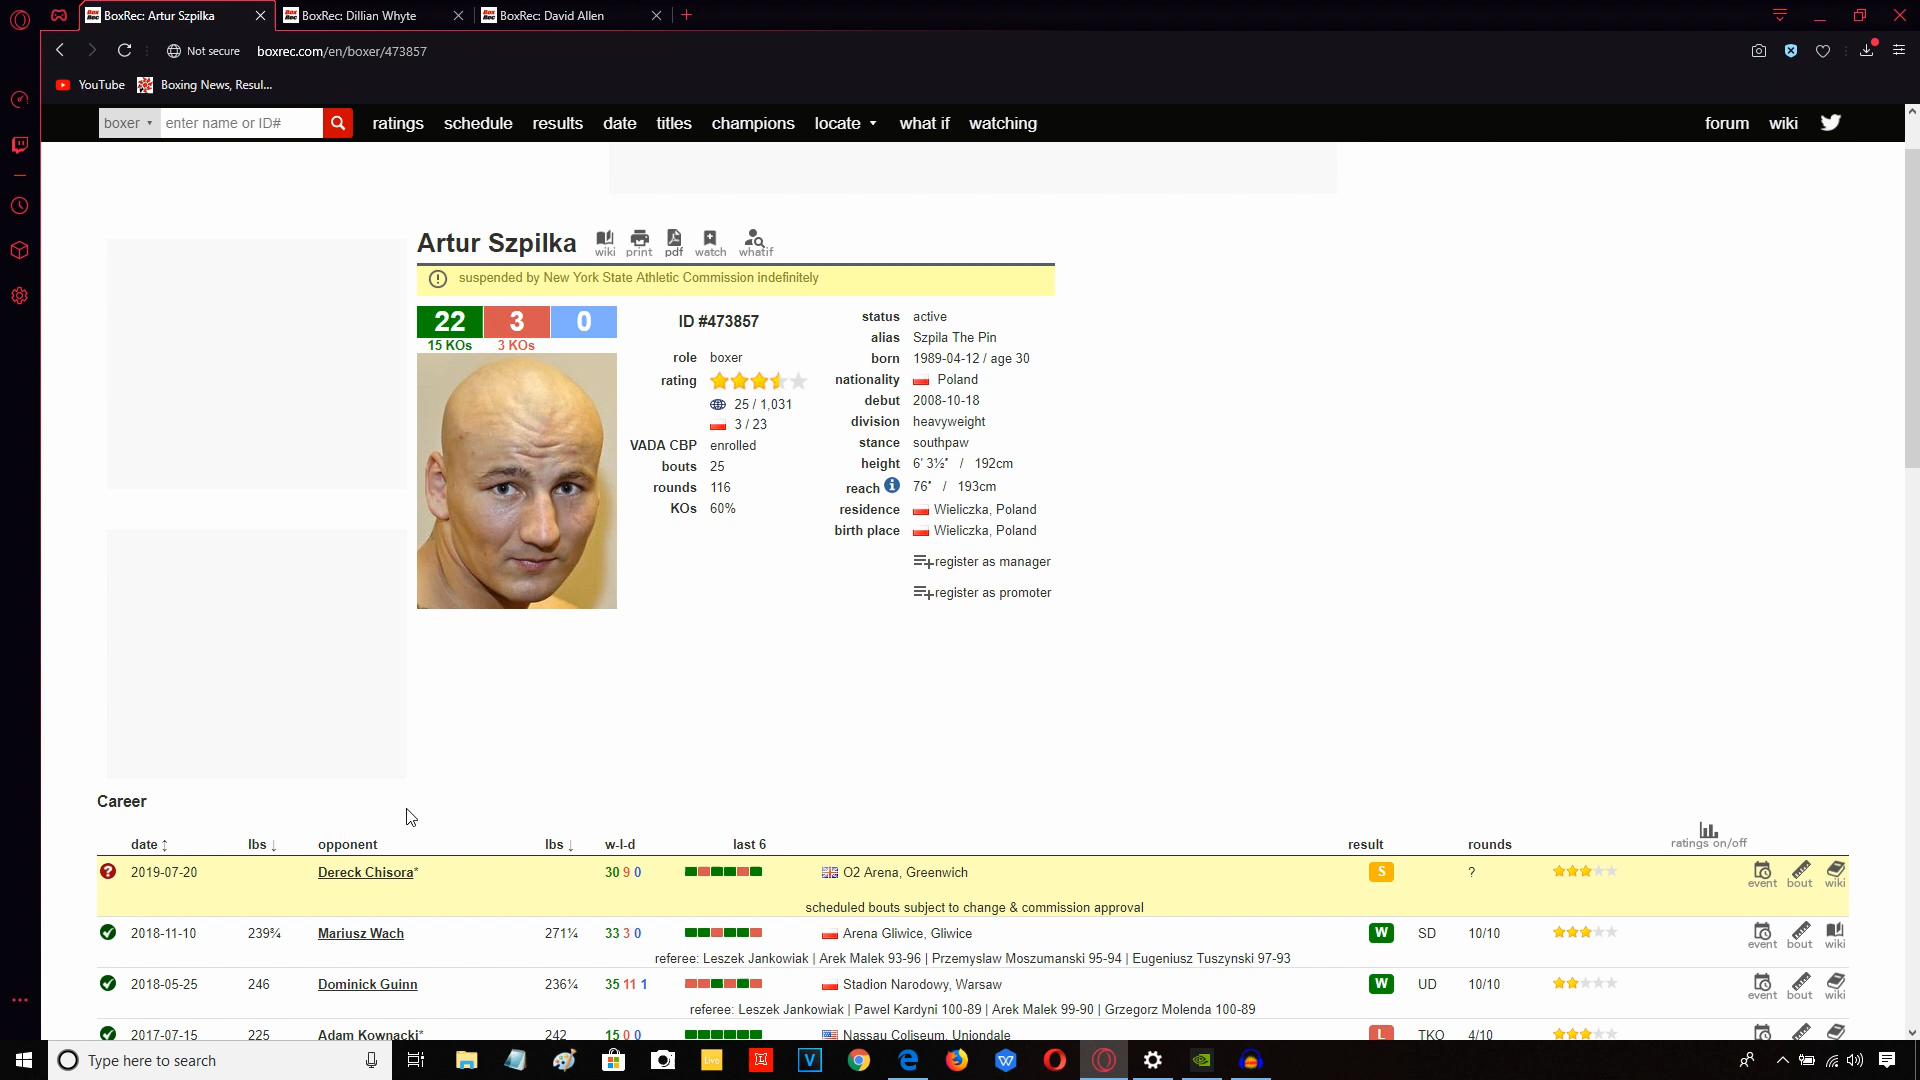 BoxRec: Artur Szpilka
BoxRec: Dillian Whyte
BoxRec: David Allen
Not secure boxrec.com/en/boxer/473857
YouTube Boxing News, Resul...
boxer enter name or ID# ratings schedule results date titles champions locate what if watching forum wiki
Artur Szpilka wiki print pdf watch whatif
suspended by New York State Athletic Commission indefinitely
22 3 0
15 KOs 3 KOs
ID #473857
role boxer
rating
25 / 1,031
3 / 23
VADA CBP enrolled
bouts 25
rounds 116
KOs 60%
status active
alias Szpila The Pin
born 1989-04-12 / age 30
nationality Poland
debut 2008-10-18
division heavyweight
stance southpaw
height 6′ 3½″ / 192cm
reach 76″ / 193cm
residence Wieliczka, Poland
birth place Wieliczka, Poland
register as manager
register as promoter
Career
ratings on/off
date lbs opponent lbs w-l-d last 6 result rounds
2019-07-20 Dereck Chisora* 30 9 0 O2 Arena, Greenwich S ? event bout wiki
scheduled bouts subject to change & commission approval
2018-11-10 239¾ Mariusz Wach 271¼ 33 3 0 Arena Gliwice, Gliwice W SD 10/10 event bout wiki
referee: Leszek Jankowiak | Arek Malek 93-96 | Przemyslaw Moszumanski 95-94 | Eugeniusz Tuszynski 97-93
2018-05-25 246 Dominick Guinn 236¼ 35 11 1 Stadion Narodowy, Warsaw W UD 10/10 event bout wiki
referee: Leszek Jankowiak | Pawel Kardyni 100-89 | Arek Malek 99-90 | Grzegorz Molenda 100-89
2017-07-15 225 Adam Kownacki* 242 15 0 0 Nassau Coliseum, Uniondale L TKO 4/10
Type here to search